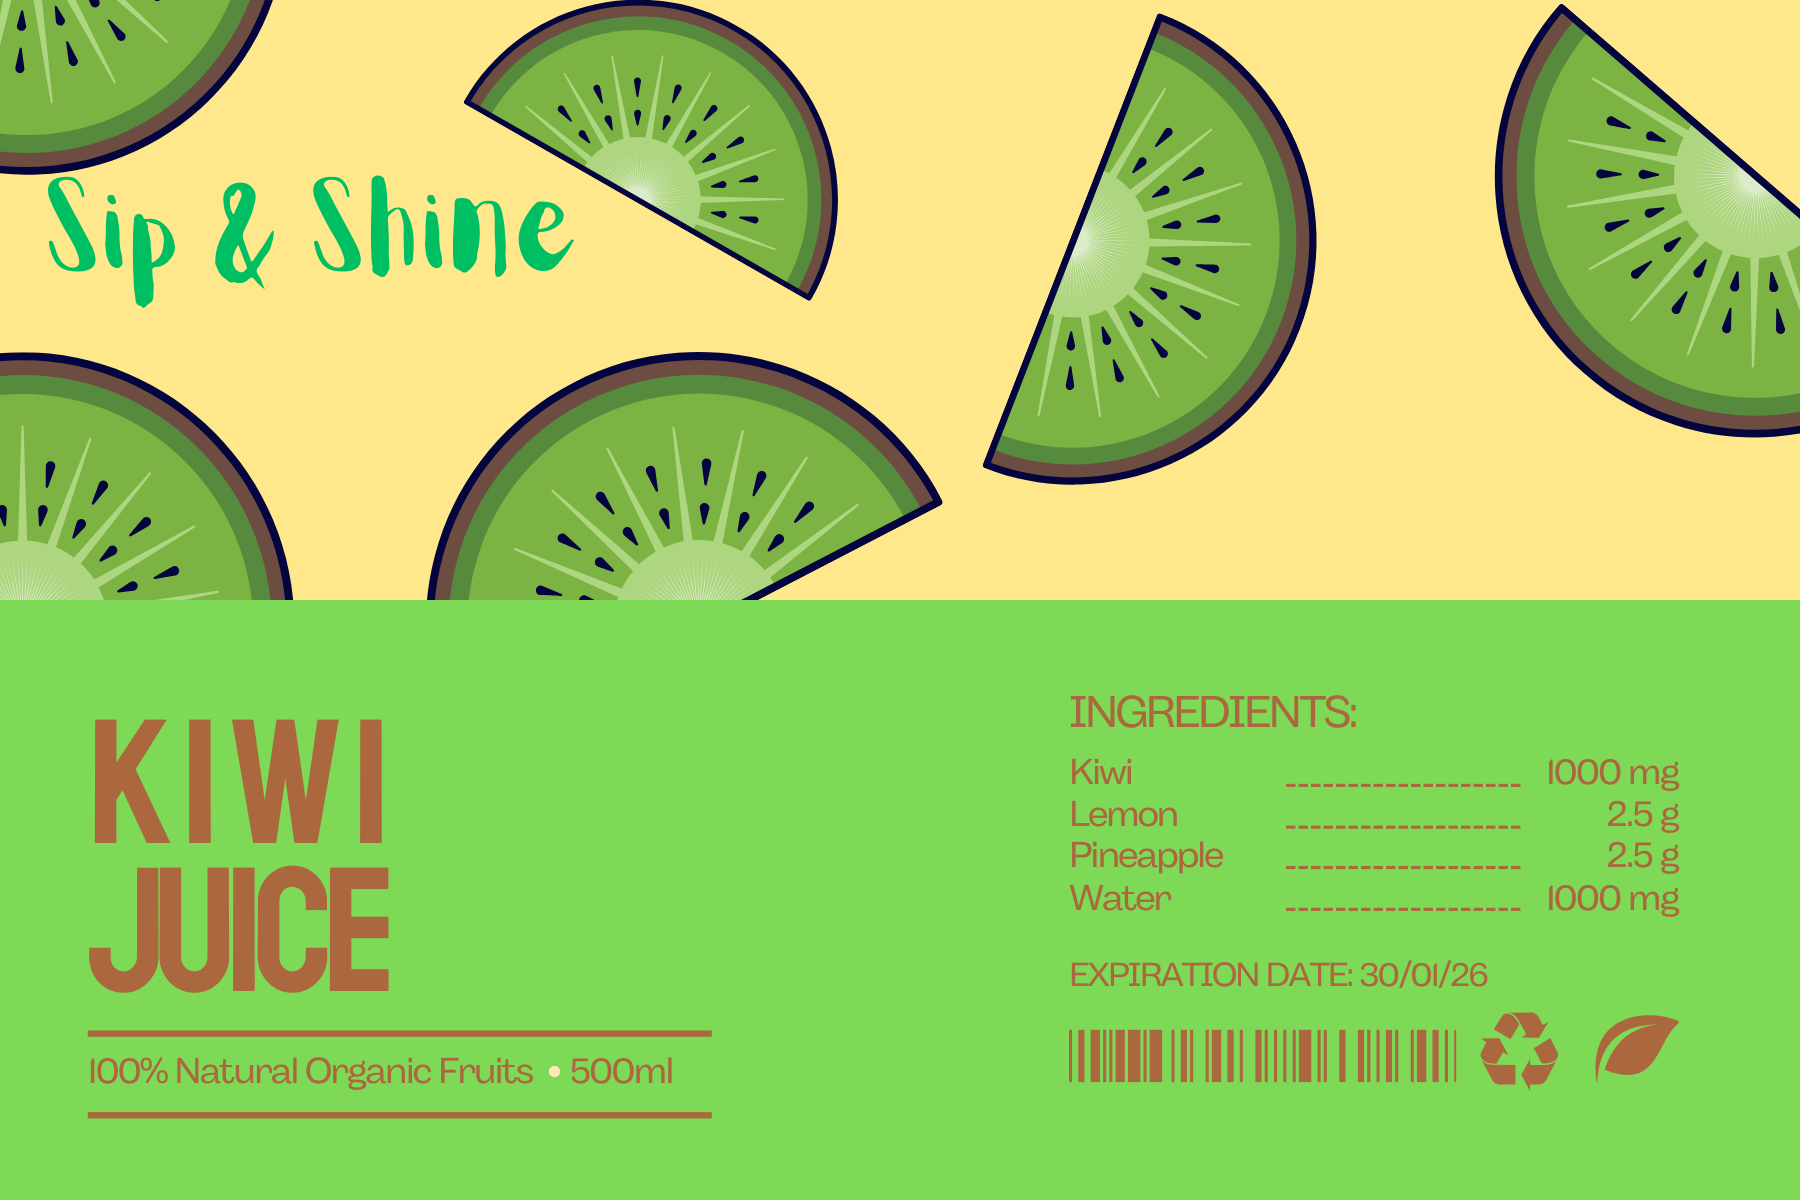 Sip & Shine
KIWI
JUICE
100% Natural Organic Fruits • 500ml
INGREDIENTS:
Kiwi ------------------- 1000 mg
Lemon ------------------- 2.5 g
Pineapple ------------------- 2.5 g
Water ------------------- 1000 mg
EXPIRATION DATE: 30/01/26